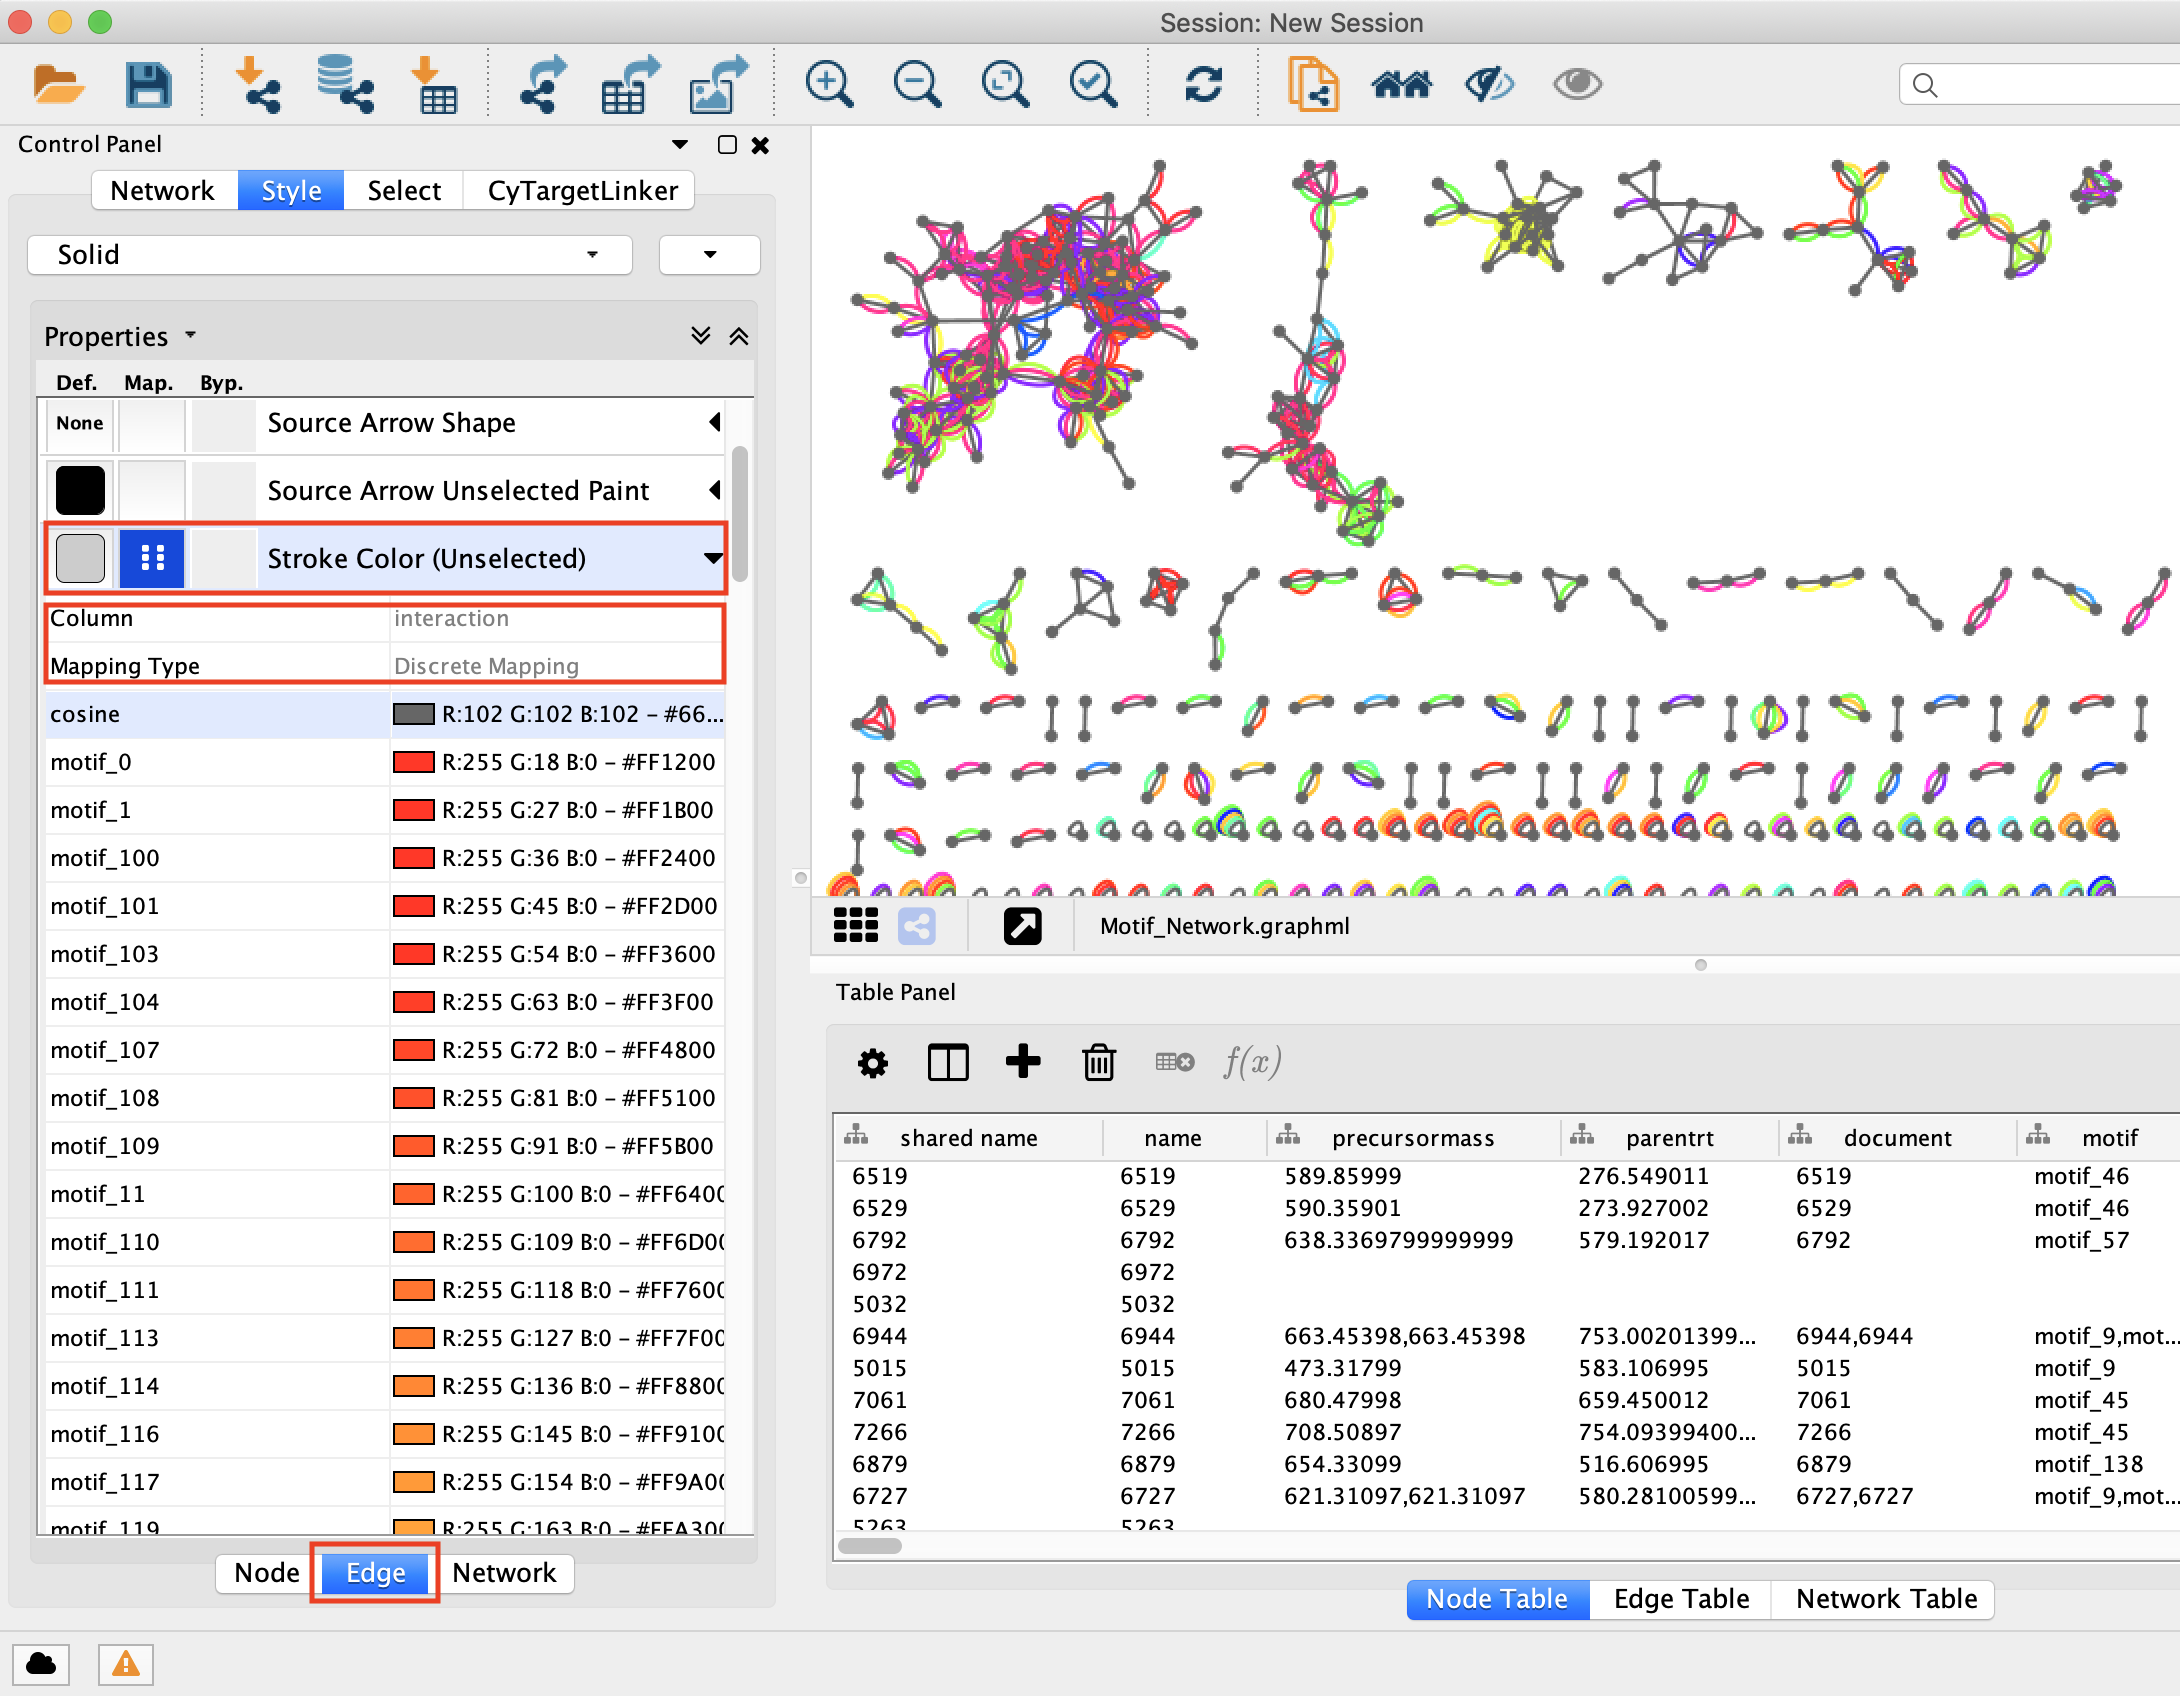 Session: New Session
Control Panel
Network Style Select CyTargetLinker
Solid
Properties
Def. Map. Byp.
None Source Arrow Shape
Source Arrow Unselected Paint
Stroke Color (Unselected)
Column interaction
Mapping Type Discrete Mapping
cosine R:102 G:102 B:102 – #66...
motif_0 R:255 G:18 B:0 – #FF1200
motif_1 R:255 G:27 B:0 – #FF1B00
motif_100 R:255 G:36 B:0 – #FF2400
motif_101 R:255 G:45 B:0 – #FF2D00
motif_103 R:255 G:54 B:0 – #FF3600
motif_104 R:255 G:63 B:0 – #FF3F00
motif_107 R:255 G:72 B:0 – #FF4800
motif_108 R:255 G:81 B:0 – #FF5100
motif_109 R:255 G:91 B:0 – #FF5B00
motif_11 R:255 G:100 B:0 – #FF6400
motif_110 R:255 G:109 B:0 – #FF6D00
motif_111 R:255 G:118 B:0 – #FF7600
motif_113 R:255 G:127 B:0 – #FF7F00
motif_114 R:255 G:136 B:0 – #FF8800
motif_116 R:255 G:145 B:0 – #FF9100
motif_117 R:255 G:154 B:0 – #FF9A00
motif_119 R:255 G:163 B:0 – #FFA300
Node Edge Network
Motif_Network.graphml
Table Panel
f(x)
shared name name precursormass parentrt document motif
6519 6519 589.85999 276.549011 6519 motif_46
6529 6529 590.35901 273.927002 6529 motif_46
6792 6792 638.3369799999999 579.192017 6792 motif_57
6972 6972
5032 5032
6944 6944 663.45398,663.45398 753.00201399... 6944,6944 motif_9,mot...
5015 5015 473.31799 583.106995 5015 motif_9
7061 7061 680.47998 659.450012 7061 motif_45
7266 7266 708.50897 754.09399400... 7266 motif_45
6879 6879 654.33099 516.606995 6879 motif_138
6727 6727 621.31097,621.31097 580.28100599... 6727,6727 motif_9,mot...
5263 5263
Node Table Edge Table Network Table